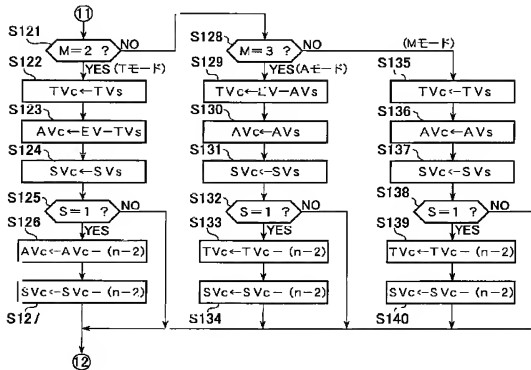 11
S121
M=2 ?
NO
S122
YES(Tモード)
TVc←TVs
S123
AVc←EV−TVs
S124
SVc←SVs
S125
S=1 ?
NO
S126
YES
AVc←AVc−(n−2)
SVc←SVc−(n−2)
S127
12
S128
M=3 ?
NO
S129
YES(Aモード)
TVc←EV−AVs
S130
AVc←AVs
S131
SVc←SVs
S132
S=1 ?
NO
S133
YES
TVc←TVc−(n−2)
SVc←SVc−(n−2)
S134
(Mモード)
S135
TVc←TVs
S136
AVc←AVs
S137
SVc←SVs
S138
S=1 ?
NO
S139
YES
TVc←TVc−(n−2)
SVc←SVc−(n−2)
S140